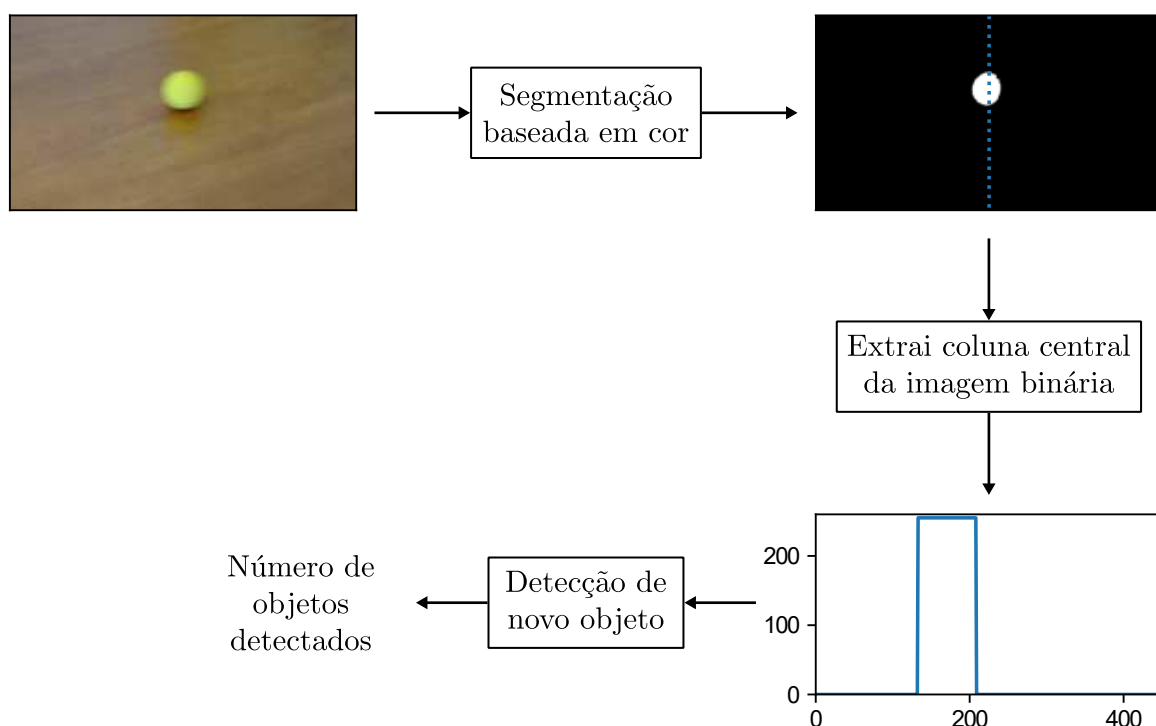 Segmentação
baseada em cor
Extrai coluna central
da imagem binária
200
100
0
0
200
400
Detecção de
novo objeto
Número de
objetos
detectados